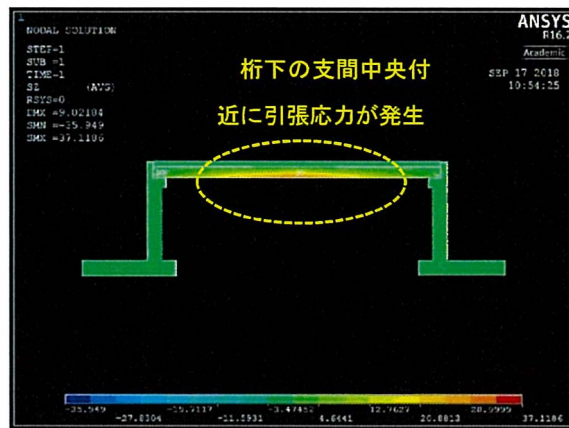 1
NODAL SOLUTION
STEP=1
SUB =1
TIME=1
(AVG)
RSYS=0
DMX =9.02184
SMN =-35.949
SMX =37.1186
ANSYS
R16.2
Academic
SEP 17 2018
10:54:25
桁下の支間中央付
近に引張応力が発生
-35.949
-27.8304
-11.5931
-3.47452
4.6441
12.7627
20.8813
37.1186